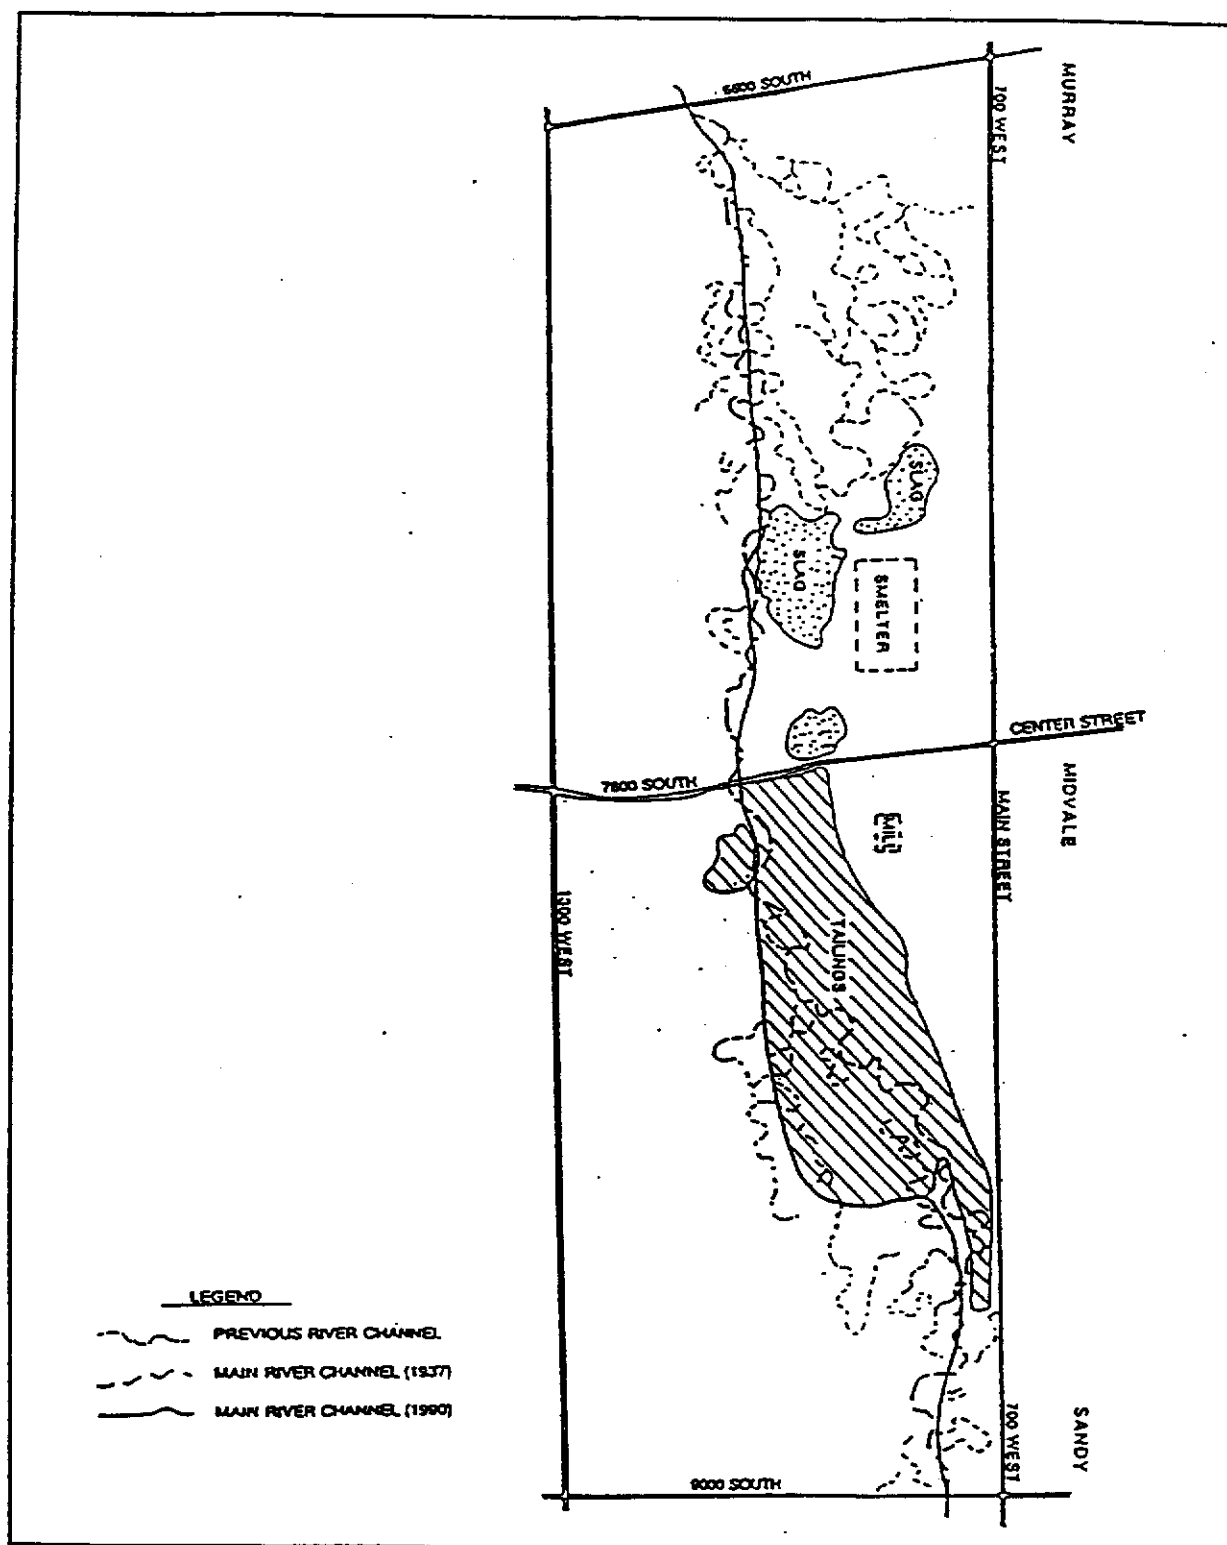 6600 SOUTH
700 WEST
MURRAY
SLAG
SLAG
SMELTER
CENTER STREET
7800 SOUTH
MIDVALE
MAIN STREET
MILL
TAILINGS
1300 WEST
LEGEND
PREVIOUS RIVER CHANNEL
MAIN RIVER CHANNEL (1937)
MAIN RIVER CHANNEL (1990)
700 WEST
SANDY
9000 SOUTH